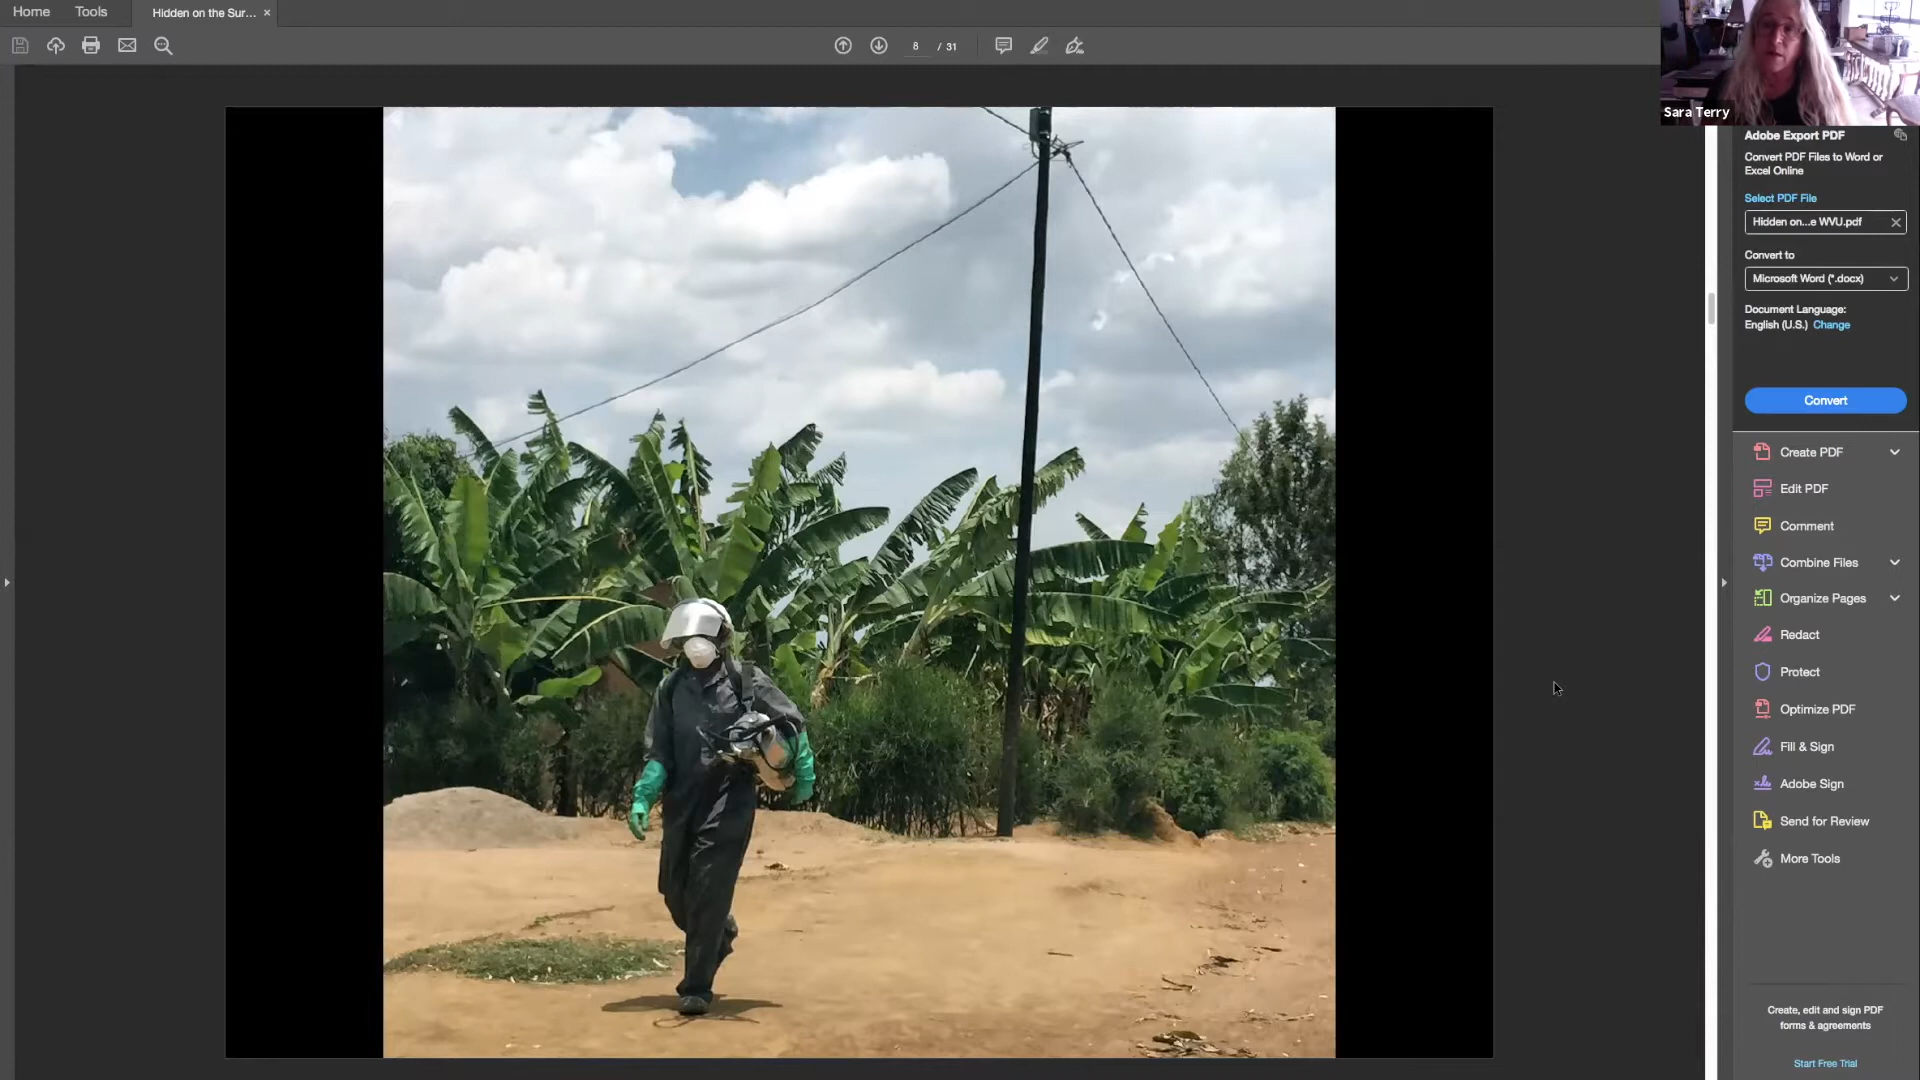 Home
Tools
Hidden on the Sur... ×
8 / 31
Sara Terry
Adobe Export PDF
Convert PDF Files to Word or
Excel Online
Select PDF File
Hidden on...e WVU.pdf
Convert to
Microsoft Word (*.docx)
Document Language:
English (U.S.) Change
Convert
Create PDF
Edit PDF
Comment
Combine Files
Organize Pages
Redact
Protect
Optimize PDF
Fill & Sign
Adobe Sign
Send for Review
More Tools
Create, edit and sign PDF
forms & agreements
Start Free Trial